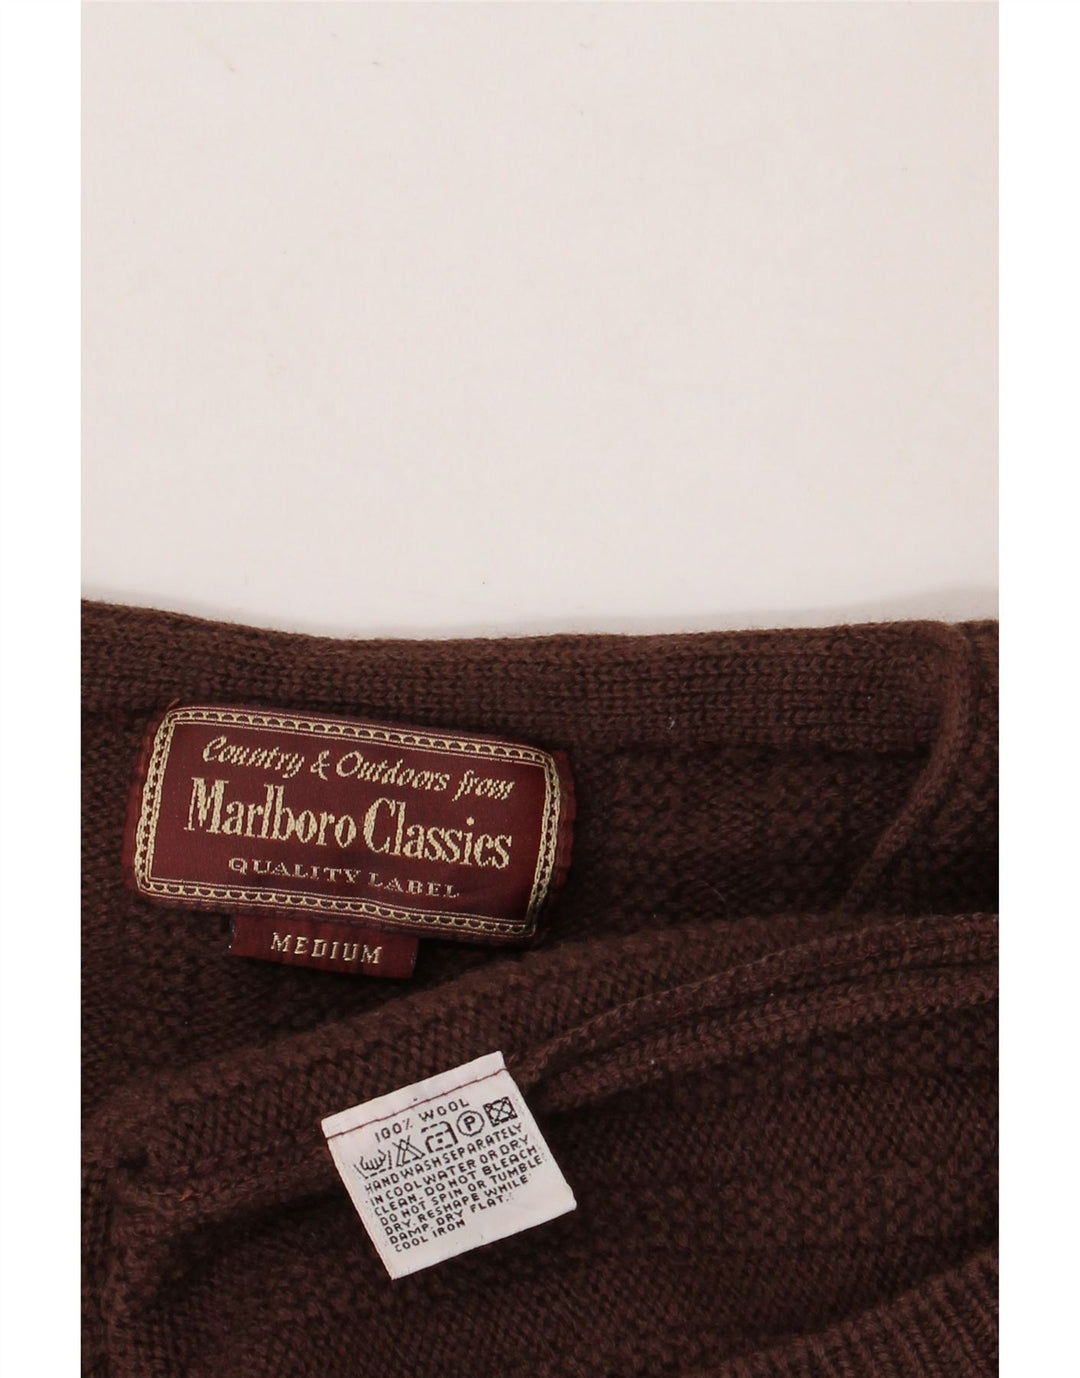 Country & Outdoors from
Marlboro Classics
QUALITY LABEL
MEDIUM
100% WOOL
P
HAND WASH SEPARATELY
IN COOL WATER OR DRY
CLEAN. DO NOT BLEACH
DO NOT SPIN OR TUMBLE
DRY. RESHAPE WHILE
DAMP. DRY FLAT.
COOL IRON